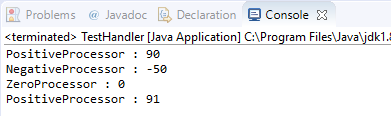 Problems @ Javadoc Declaration Console
<terminated> TestHandler [Java Application] C:\Program Files\Java\jdk1.8
PositiveProcessor : 90
NegativeProcessor : -50
ZeroProcessor : 0
PositiveProcessor : 91